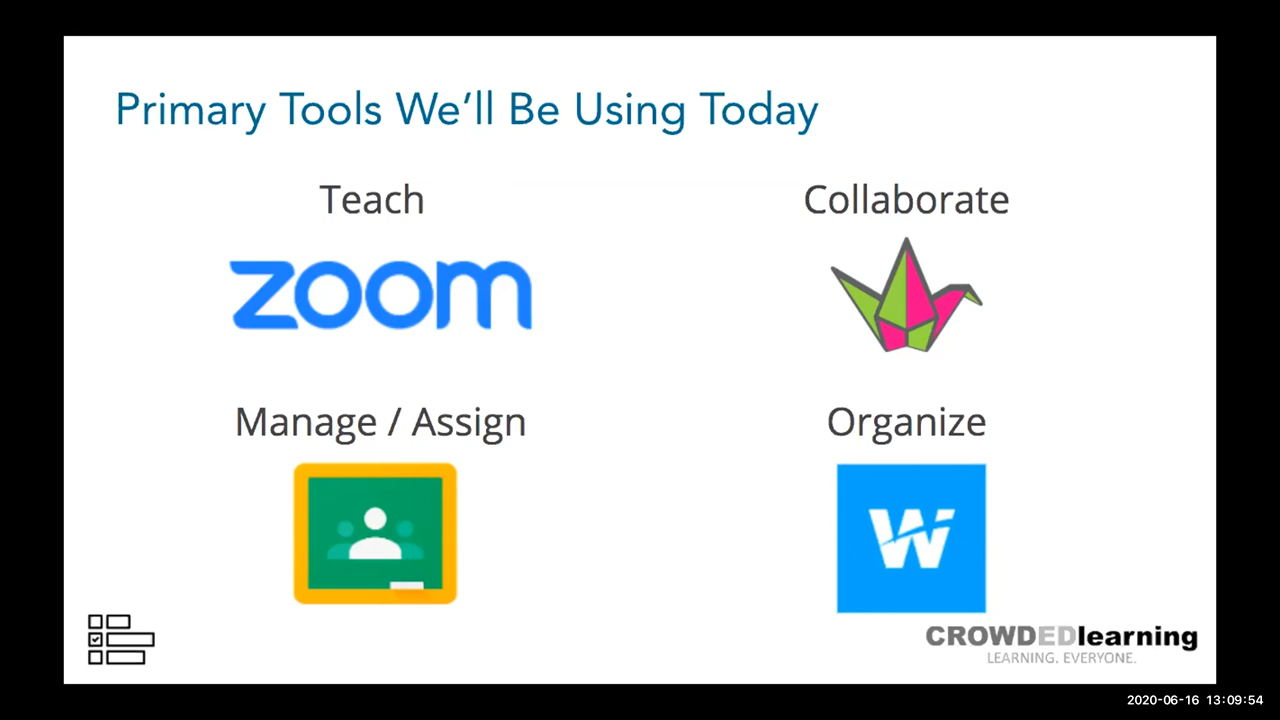 Primary Tools We'll Be Using Today
Teach
Collaborate
zoom
Manage / Assign
Organize
W
CROWDEDlearning
LEARNING. EVERYONE.
2020-06-16 13:09:54